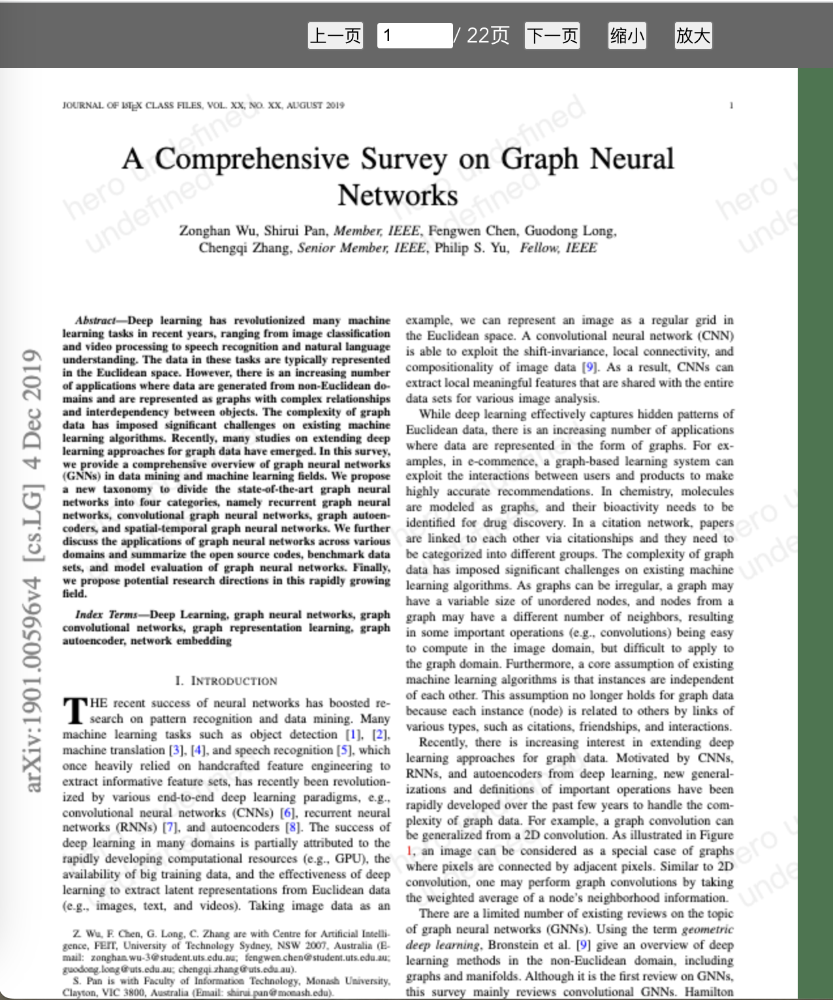 上一页 1 / 22页 下一页 缩小 放大
JOURNAL OF LATEX CLASS FILES, VOL. XX, NO. XX, AUGUST 2019 1
A Comprehensive Survey on Graph Neural
Networks
Zonghan Wu, Shirui Pan, Member, IEEE, Fengwen Chen, Guodong Long,
Chengqi Zhang, Senior Member, IEEE, Philip S. Yu, Fellow, IEEE
arXiv:1901.00596v4 [cs.LG] 4 Dec 2019
Abstract—Deep learning has revolutionized many machine
learning tasks in recent years, ranging from image classification
and video processing to speech recognition and natural language
understanding. The data in these tasks are typically represented
in the Euclidean space. However, there is an increasing number
of applications where data are generated from non-Euclidean do-
mains and are represented as graphs with complex relationships
and interdependency between objects. The complexity of graph
data has imposed significant challenges on existing machine
learning algorithms. Recently, many studies on extending deep
learning approaches for graph data have emerged. In this survey,
we provide a comprehensive overview of graph neural networks
(GNNs) in data mining and machine learning fields. We propose
a new taxonomy to divide the state-of-the-art graph neural
networks into four categories, namely recurrent graph neural
networks, convolutional graph neural networks, graph autoen-
coders, and spatial-temporal graph neural networks. We further
discuss the applications of graph neural networks across various
domains and summarize the open source codes, benchmark data
sets, and model evaluation of graph neural networks. Finally,
we propose potential research directions in this rapidly growing
field.
Index Terms—Deep Learning, graph neural networks, graph
convolutional networks, graph representation learning, graph
autoencoder, network embedding
I. INTRODUCTION
THE recent success of neural networks has boosted re-
search on pattern recognition and data mining. Many
machine learning tasks such as object detection [1], [2],
machine translation [3], [4], and speech recognition [5], which
once heavily relied on handcrafted feature engineering to
extract informative feature sets, has recently been revolution-
ized by various end-to-end deep learning paradigms, e.g.,
convolutional neural networks (CNNs) [6], recurrent neural
networks (RNNs) [7], and autoencoders [8]. The success of
deep learning in many domains is partially attributed to the
rapidly developing computational resources (e.g., GPU), the
availability of big training data, and the effectiveness of deep
learning to extract latent representations from Euclidean data
(e.g., images, text, and videos). Taking image data as an
Z. Wu, F. Chen, G. Long, C. Zhang are with Centre for Artificial Intelli-
gence, FEIT, University of Technology Sydney, NSW 2007, Australia (E-
mail: zonghan.wu-3@student.uts.edu.au; fengwen.chen@student.uts.edu.au;
guodong.long@uts.edu.au; chengqi.zhang@uts.edu.au).
S. Pan is with Faculty of Information Technology, Monash University,
Clayton, VIC 3800, Australia (Email: shirui.pan@monash.edu).
example, we can represent an image as a regular grid in
the Euclidean space. A convolutional neural network (CNN)
is able to exploit the shift-invariance, local connectivity, and
compositionality of image data [9]. As a result, CNNs can
extract local meaningful features that are shared with the entire
data sets for various image analysis.
While deep learning effectively captures hidden patterns of
Euclidean data, there is an increasing number of applications
where data are represented in the form of graphs. For ex-
amples, in e-commence, a graph-based learning system can
exploit the interactions between users and products to make
highly accurate recommendations. In chemistry, molecules
are modeled as graphs, and their bioactivity needs to be
identified for drug discovery. In a citation network, papers
are linked to each other via citationships and they need to
be categorized into different groups. The complexity of graph
data has imposed significant challenges on existing machine
learning algorithms. As graphs can be irregular, a graph may
have a variable size of unordered nodes, and nodes from a
graph may have a different number of neighbors, resulting
in some important operations (e.g., convolutions) being easy
to compute in the image domain, but difficult to apply to
the graph domain. Furthermore, a core assumption of existing
machine learning algorithms is that instances are independent
of each other. This assumption no longer holds for graph data
because each instance (node) is related to others by links of
various types, such as citations, friendships, and interactions.
Recently, there is increasing interest in extending deep
learning approaches for graph data. Motivated by CNNs,
RNNs, and autoencoders from deep learning, new general-
izations and definitions of important operations have been
rapidly developed over the past few years to handle the com-
plexity of graph data. For example, a graph convolution can
be generalized from a 2D convolution. As illustrated in Figure
1, an image can be considered as a special case of graphs
where pixels are connected by adjacent pixels. Similar to 2D
convolution, one may perform graph convolutions by taking
the weighted average of a node's neighborhood information.
There are a limited number of existing reviews on the topic
of graph neural networks (GNNs). Using the term geometric
deep learning, Bronstein et al. [9] give an overview of deep
learning methods in the non-Euclidean domain, including
graphs and manifolds. Although it is the first review on GNNs,
this survey mainly reviews convolutional GNNs. Hamilton
hero undefined
undefined